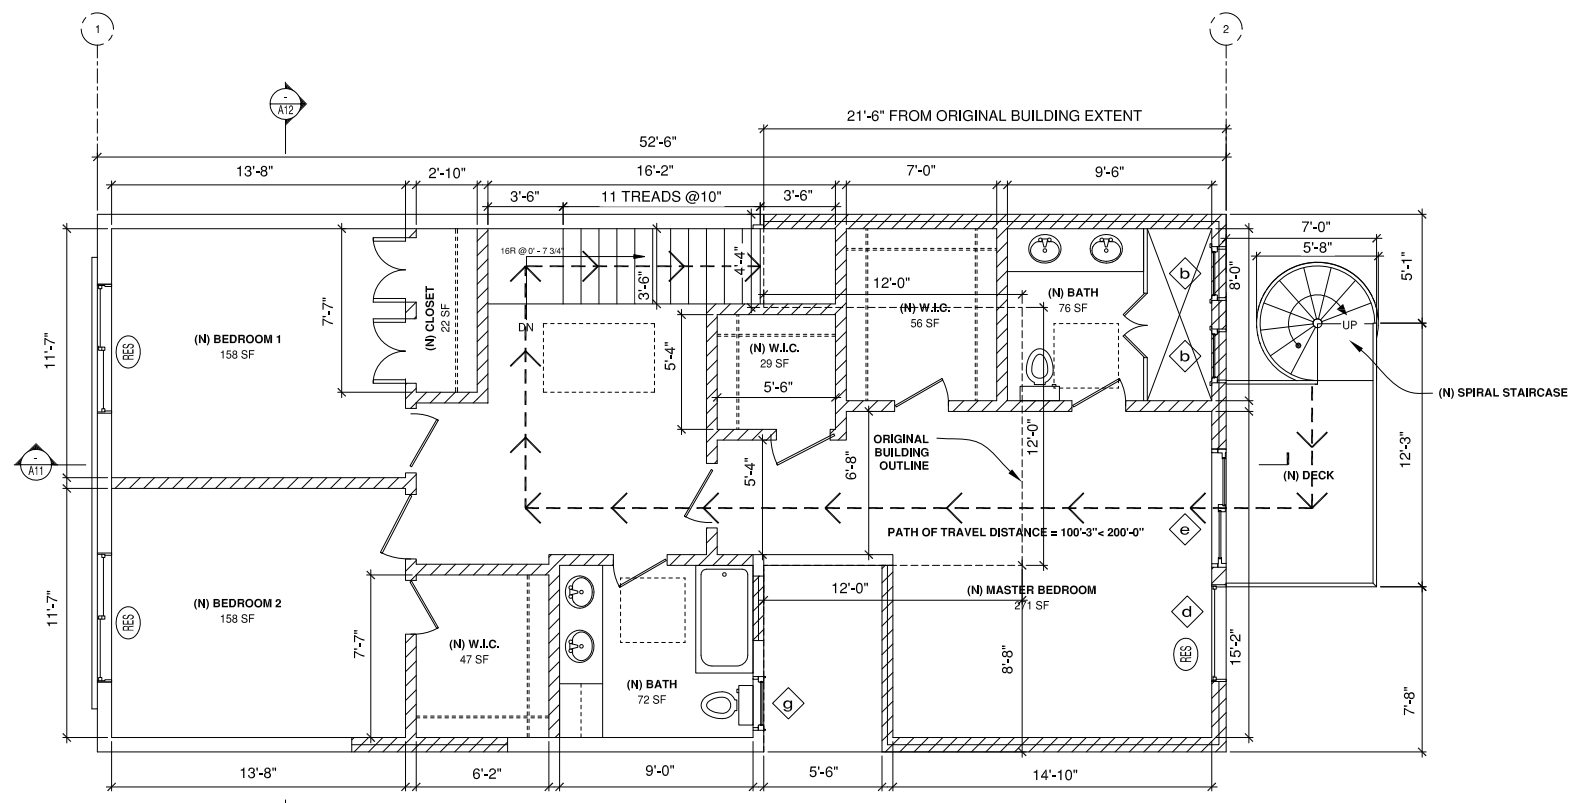 1
2
-
A12
21'-6" FROM ORIGINAL BUILDING EXTENT
52'-6"
13'-8"
2'-10"
16'-2"
7'-0"
9'-6"
3'-6"
11 TREADS @10"
3'-6"
7'-0"
5'-8"
16R @ 0' - 7 3/4"
4'-4"
3'-6"
8'-0"
5'-1"
12'-0"
(N) W.I.C.
56 SF
(N) BATH
76 SF
b
b
UP
(N) CLOSET
22 SF
7'-7"
DN
11'-7"
(N) BEDROOM 1
158 SF
RES
(N) W.I.C.
29 SF
5'-4"
5'-6"
(N) SPIRAL STAIRCASE
ORIGINAL
BUILDING
OUTLINE
12'-0"
6'-8"
5'-4"
12'-3"
-
A11
(N) DECK
PATH OF TRAVEL DISTANCE = 100'-3"< 200'-0"
e
12'-0"
(N) MASTER BEDROOM
271 SF
d
RES
11'-7"
(N) BEDROOM 2
158 SF
RES
7'-7"
(N) W.I.C.
47 SF
(N) BATH
72 SF
g
8'-8"
15'-2"
7'-8"
13'-8"
6'-2"
9'-0"
5'-6"
14'-10"